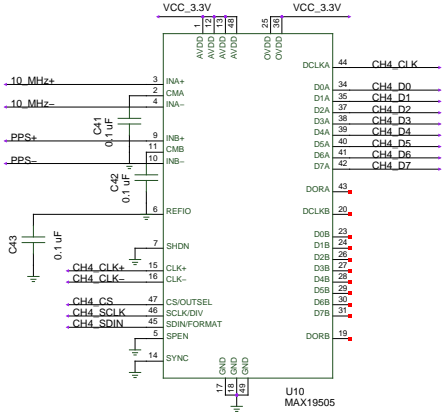 VCC_3.3V VCC_3.3V
1 12 13 48 25 36
AVDD AVDD AVDD AVDD OVDD OVDD
DCLKA 44 CH4_CLK
10_MHz+ 3 INA+
2 CMA
10_MHz− 4 INA−
D0A 34 CH4_D0
D1A 35 CH4_D1
D2A 37 CH4_D2
D3A 38 CH4_D3
D4A 39 CH4_D4
D5A 40 CH4_D5
D6A 41 CH4_D6
D7A 42 CH4_D7
C41
0.1 uF
PPS+ 9 INB+
11 CMB
PPS− 10 INB−
C42
0.1 uF
DORA 43
6 REFIO
DCLKB 20
C43
0.1 uF
7 SHDN
D0B 23
D1B 24
D2B 26
D3B 27
D4B 28
D5B 29
D6B 30
D7B 31
CH4_CLK+ 15 CLK+
CH4_CLK− 16 CLK−
CH4_CS 47 CS/OUTSEL
CH4_SCLK 46 SCLK/DIV
CH4_SDIN 45 SDIN/FORMAT
5 SPEN
DORB 19
14 SYNC
GND GND GND
17 18 49
U10
MAX19505